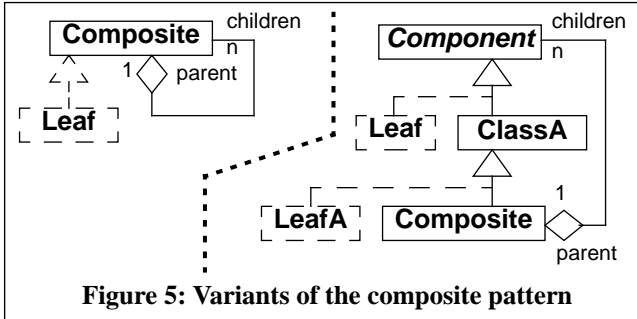 children
Composite
n
1
parent
Leaf
children
Component
n
Leaf
ClassA
1
LeafA
Composite
parent
Figure 5: Variants of the composite pattern